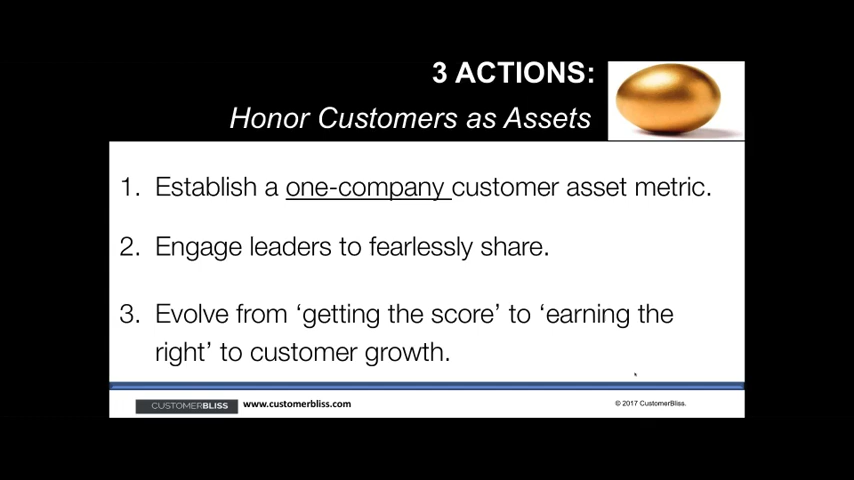 3 ACTIONS:
Honor Customers as Assets
1. Establish a one-company customer asset metric.
2. Engage leaders to fearlessly share.
3. Evolve from ‘getting the score’ to ‘earning the
right’ to customer growth.
CUSTOMERBLISS www.customerbliss.com © 2017 CustomerBliss.